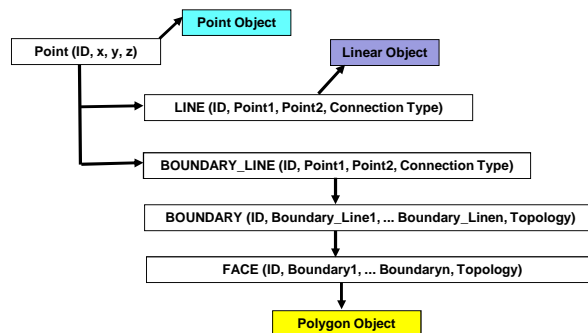 Point Object
Point (ID, x, y, z)
Linear Object
LINE (ID, Point1, Point2, Connection Type)
BOUNDARY_LINE (ID, Point1, Point2, Connection Type)
BOUNDARY (ID, Boundary_Line1, ... Boundary_Linen, Topology)
FACE (ID, Boundary1, ... Boundaryn, Topology)
Polygon Object